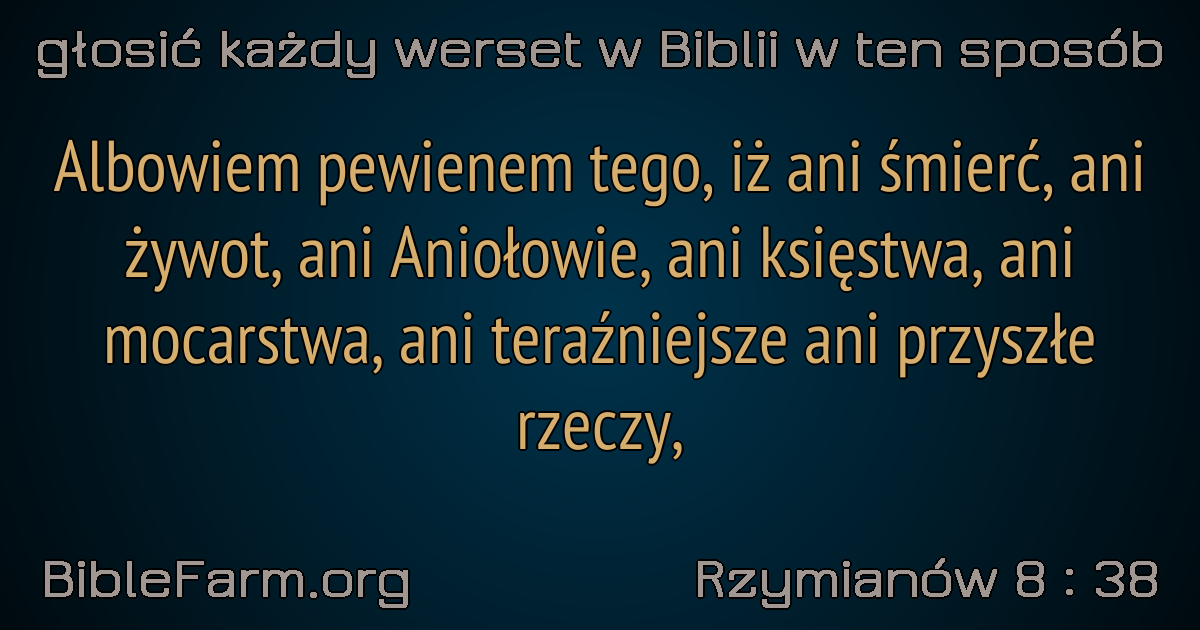 głosić każdy werset w Biblii w ten sposób
Albowiem pewienem tego, iż ani śmierć, ani
żywot, ani Aniołowie, ani księstwa, ani
mocarstwa, ani teraźniejsze ani przyszłe
rzeczy,
BibleFarm.org
Rzymianów 8 : 38